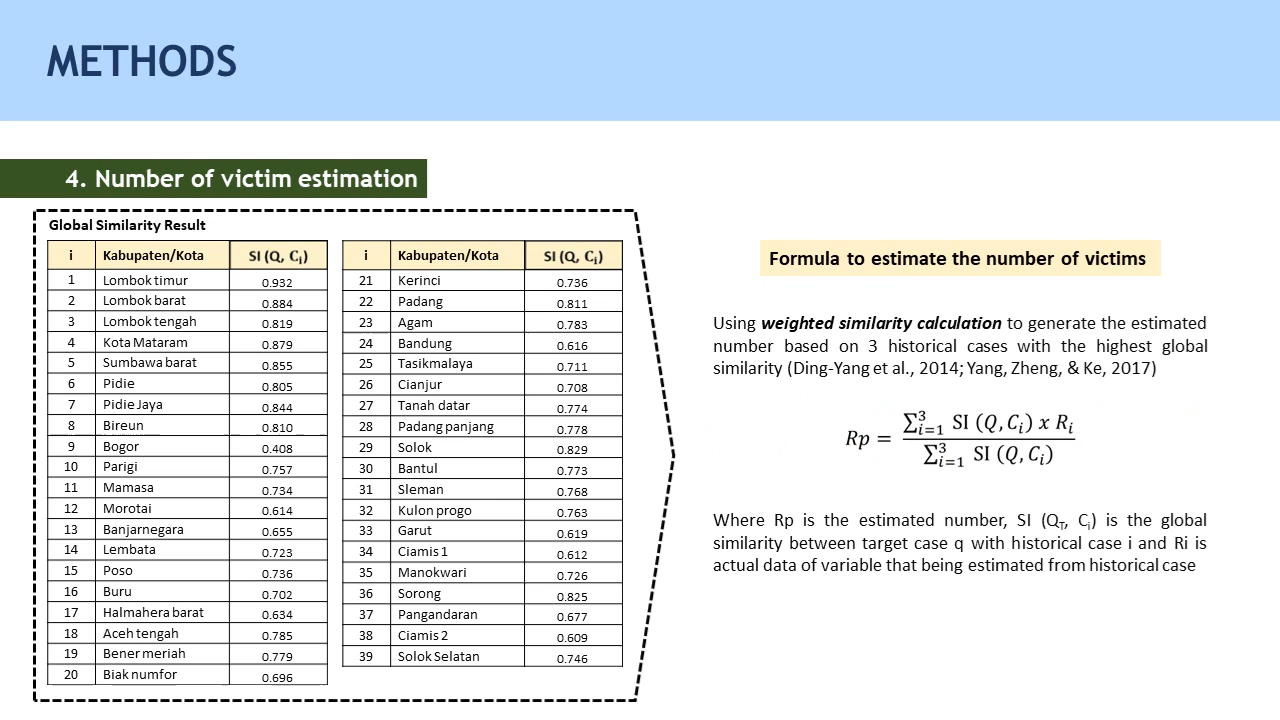 METHODS
4. Number of victim estimation
Global Similarity Result
i Kabupaten/Kota SI (Q, Ci)
1 Lombok timur 0.932
2 Lombok barat 0.884
3 Lombok tengah 0.819
4 Kota Mataram 0.879
5 Sumbawa barat 0.855
6 Pidie 0.805
7 Pidie Jaya 0.844
8 Bireun 0.810
9 Bogor 0.408
10 Parigi 0.757
11 Mamasa 0.734
12 Morotai 0.614
13 Banjarnegara 0.655
14 Lembata 0.723
15 Poso 0.736
16 Buru 0.702
17 Halmahera barat 0.634
18 Aceh tengah 0.785
19 Bener meriah 0.779
20 Biak numfor 0.696
i Kabupaten/Kota SI (Q, Ci)
21 Kerinci 0.736
22 Padang 0.811
23 Agam 0.783
24 Bandung 0.616
25 Tasikmalaya 0.711
26 Cianjur 0.708
27 Tanah datar 0.774
28 Padang panjang 0.778
29 Solok 0.829
30 Bantul 0.773
31 Sleman 0.768
32 Kulon progo 0.763
33 Garut 0.619
34 Ciamis 1 0.612
35 Manokwari 0.726
36 Sorong 0.825
37 Pangandaran 0.677
38 Ciamis 2 0.609
39 Solok Selatan 0.746
Formula to estimate the number of victims
Using weighted similarity calculation to generate the estimated
number based on 3 historical cases with the highest global
similarity (Ding-Yang et al., 2014; Yang, Zheng, & Ke, 2017)
Rp = ∑³ᵢ₌₁ SI (Q, Cᵢ) x Rᵢ / ∑³ᵢ₌₁ SI (Q, Cᵢ)
Where Rp is the estimated number, SI (QT, Ci) is the global
similarity between target case q with historical case i and Ri is
actual data of variable that being estimated from historical case